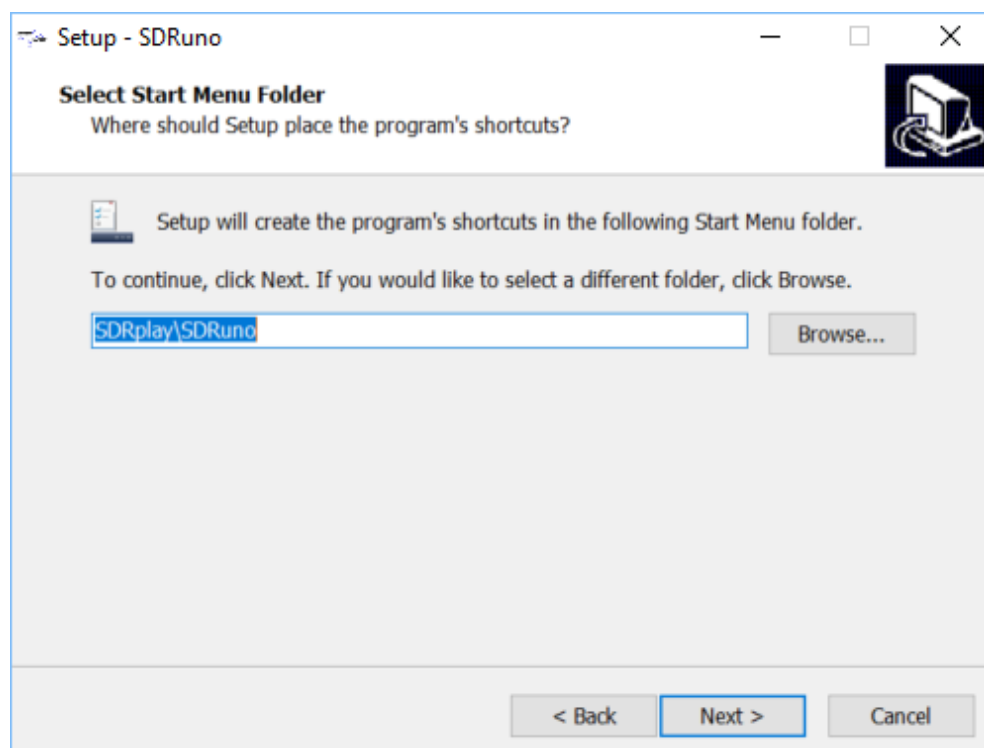 Setup - SDRuno
Select Start Menu Folder
Where should Setup place the program's shortcuts?
Setup will create the program's shortcuts in the following Start Menu folder.
To continue, click Next. If you would like to select a different folder, click Browse.
SDRplay\SDRuno
Browse...
< Back
Next >
Cancel